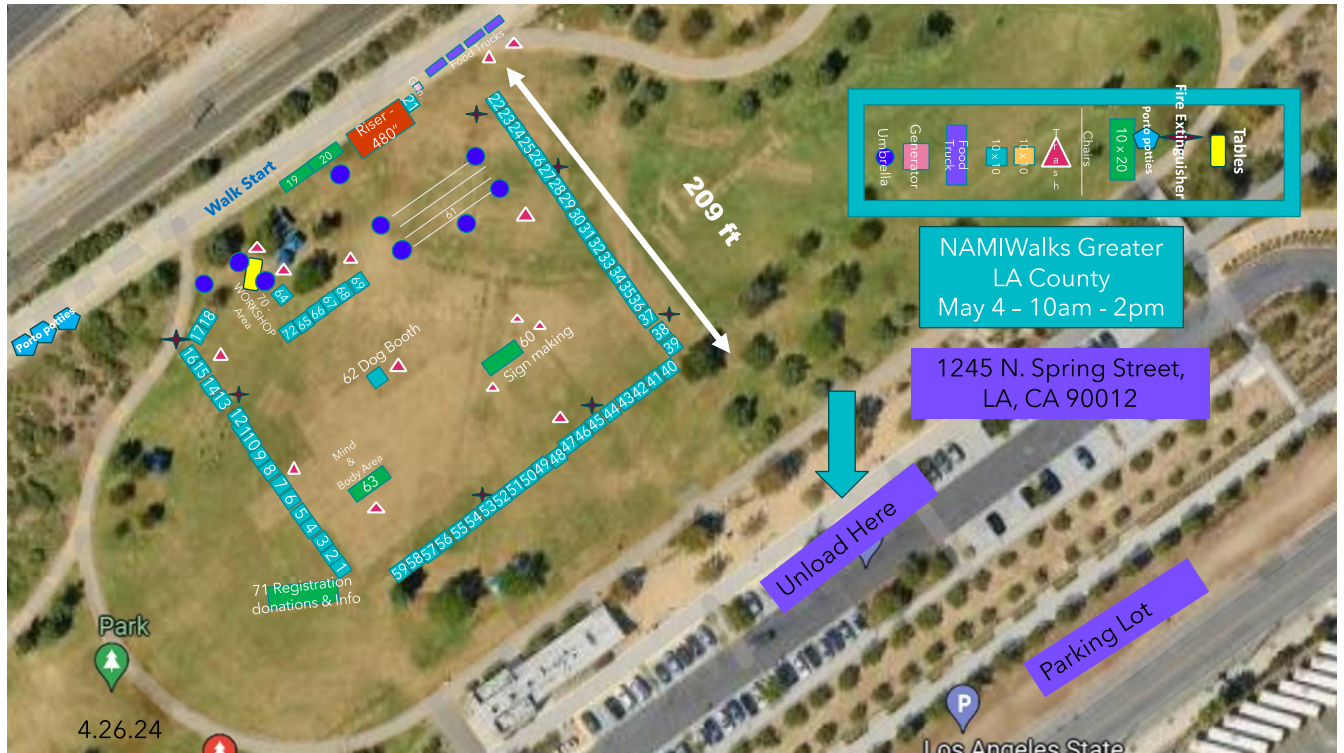 Food Trucks
Gen
21
Riser -
480"
20
19
Walk Start
22 23 24 25 26 27 28 29 30 31 32 33 34 35 36 37 38 39
209 ft
61
Umbrella
Generator
Food
Truck
10 x 10
10 x 10
Trash
Chairs
10 x 20
Porto potties
Fire Extinguisher
Tables
NAMIWalks Greater
LA County
May 4 – 10am - 2pm
1245 N. Spring Street,
LA, CA 90012
70 -
WORKSHOP
Area
64
72 65 66 67 68 69
Porto potties
17 18
16 15 14 13 12 11 10 9 8 7 6 5 4 3 2 1
62 Dog Booth
60
Sign making
40 41 42 43 44 45 46 47 48 49 50 51 52 53 54 55 56 57 58 59
Mind
&
Body Area
63
71 Registration
donations & Info
Unload Here
Parking Lot
Park
4.26.24
P
Los Angeles State